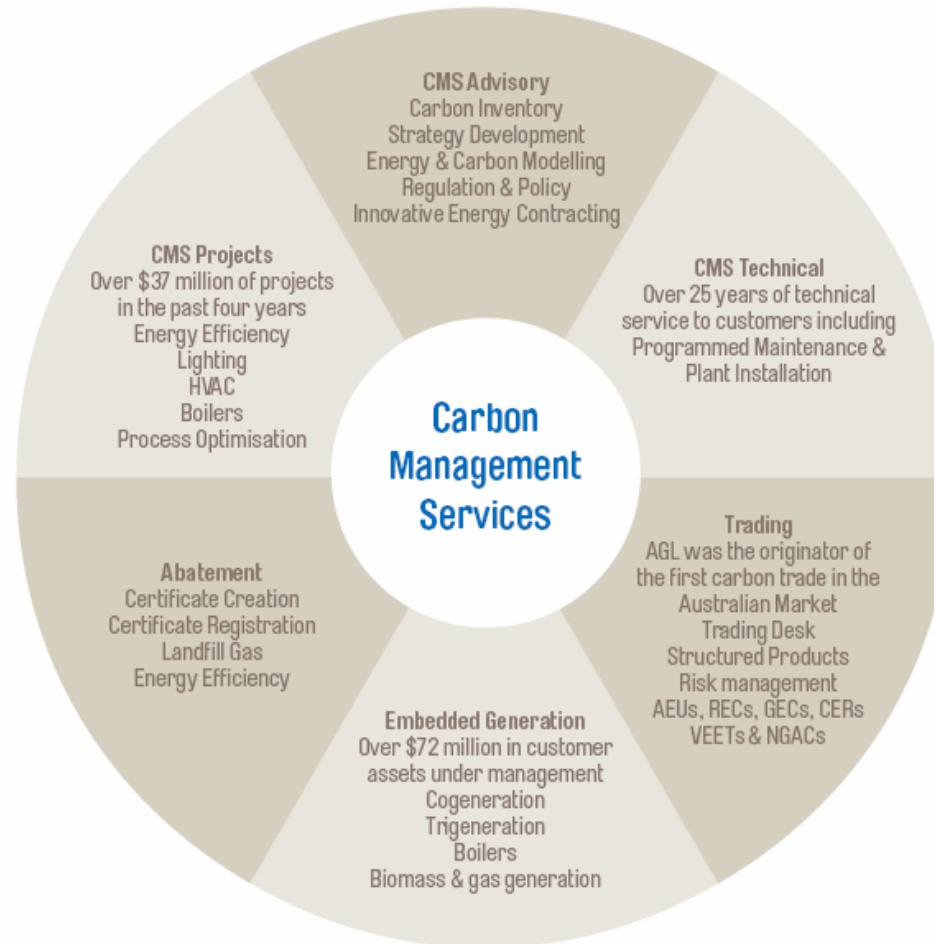 CMS Advisory
Carbon Inventory
Strategy Development
Energy & Carbon Modelling
Regulation & Policy
Innovative Energy Contracting
CMS Projects
Over $37 million of projects
in the past four years
Energy Efficiency
Lighting
HVAC
Boilers
Process Optimisation
CMS Technical
Over 25 years of technical
service to customers including
Programmed Maintenance &
Plant Installation
Carbon
Management
Services
Abatement
Certificate Creation
Certificate Registration
Landfill Gas
Energy Efficiency
Trading
AGL was the originator of
the first carbon trade in the
Australian Market
Trading Desk
Structured Products
Risk management
AEUs, RECs, GECs, CERs
VEETs & NGACs
Embedded Generation
Over $72 million in customer
assets under management
Cogeneration
Trigeneration
Boilers
Biomass & gas generation